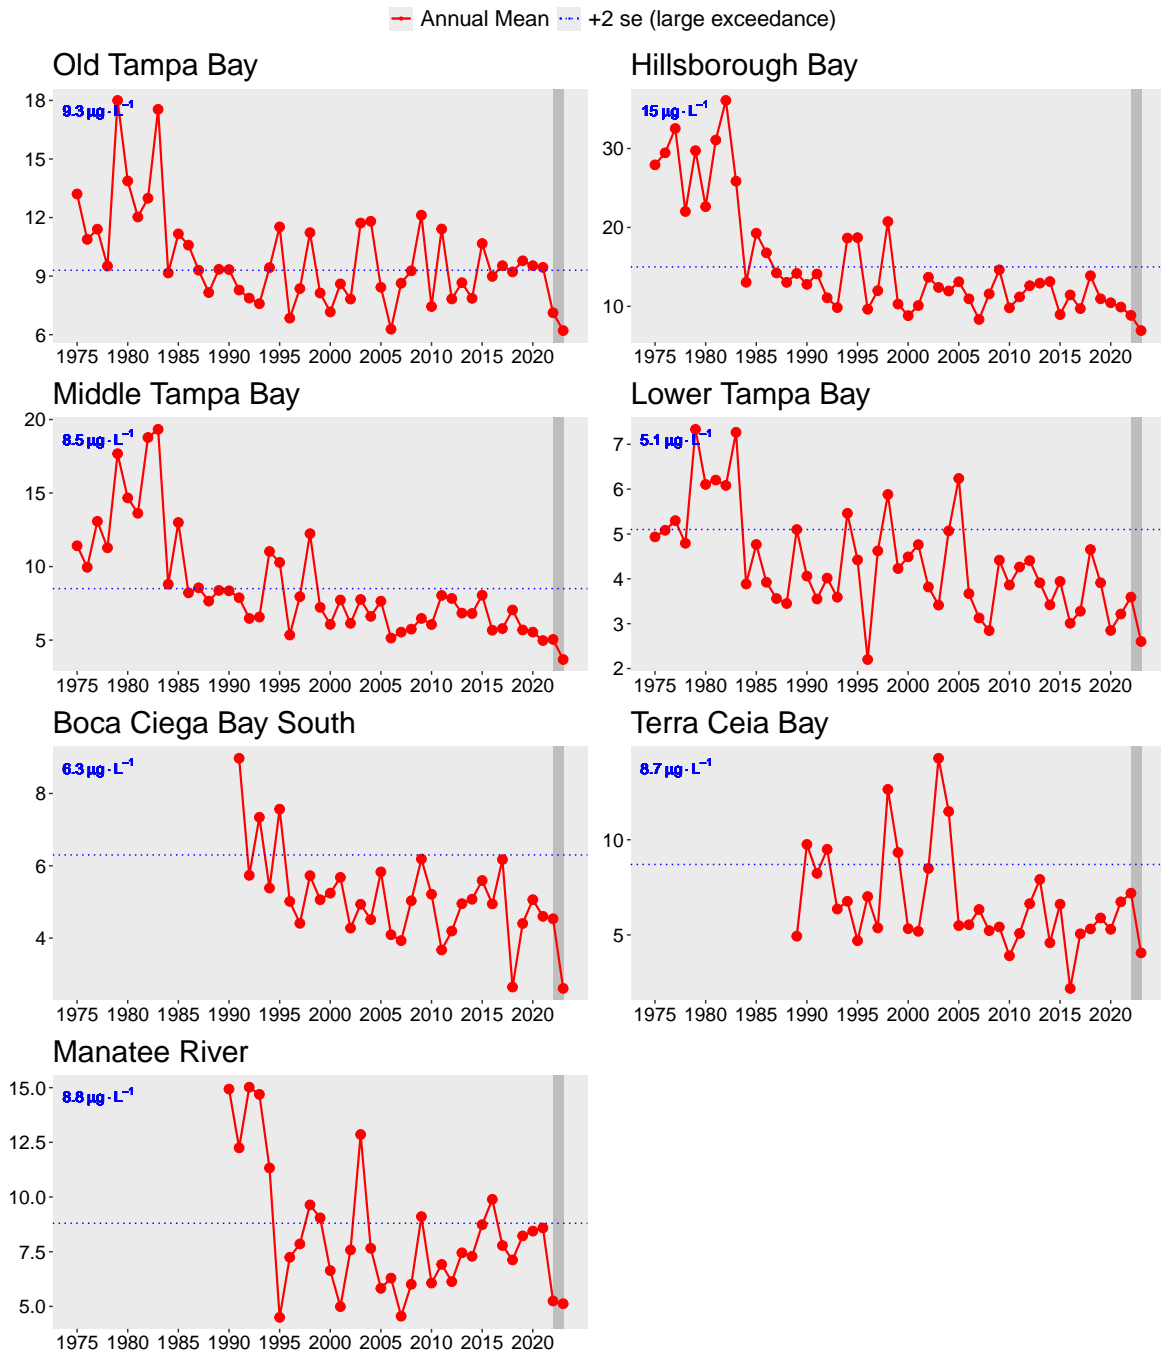 Annual Mean +2 se (large exceedance)
Old Tampa Bay
9.3 µg·L⁻¹
18
15
12
9
6
1975 1980 1985 1990 1995 2000 2005 2010 2015 2020
Hillsborough Bay
15 µg·L⁻¹
30
20
10
1975 1980 1985 1990 1995 2000 2005 2010 2015 2020
Middle Tampa Bay
8.5 µg·L⁻¹
20
15
10
5
1975 1980 1985 1990 1995 2000 2005 2010 2015 2020
Lower Tampa Bay
5.1 µg·L⁻¹
7
6
5
4
3
2
1975 1980 1985 1990 1995 2000 2005 2010 2015 2020
Boca Ciega Bay South
6.3 µg·L⁻¹
8
6
4
1975 1980 1985 1990 1995 2000 2005 2010 2015 2020
Terra Ceia Bay
8.7 µg·L⁻¹
10
5
1975 1980 1985 1990 1995 2000 2005 2010 2015 2020
Manatee River
8.8 µg·L⁻¹
15.0
12.5
10.0
7.5
5.0
1975 1980 1985 1990 1995 2000 2005 2010 2015 2020